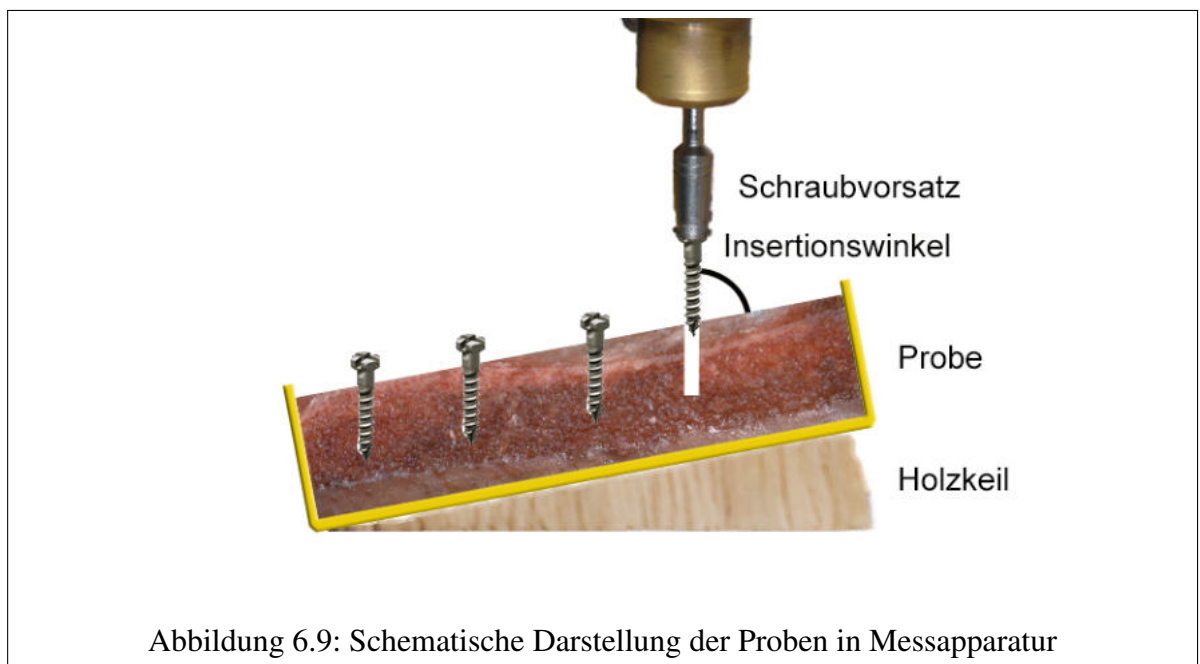 Schraubvorsatz
Insertionswinkel
Probe
Holzkeil
Abbildung 6.9: Schematische Darstellung der Proben in Messapparatur